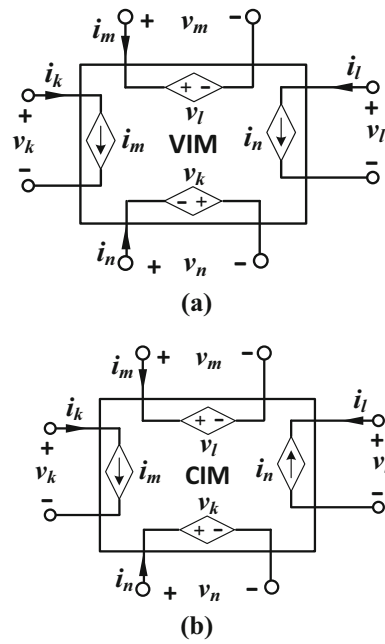 i_m + v_m −
i_k + − i_l
v_l
+ v_k − i_m VIM i_n + v_l −
v_k
− +
i_n + v_n −
(a)
i_m + v_m −
i_k + − i_l
v_l
+ v_k − i_m CIM i_n + −
v_k
+ −
i_n + v_n −
(b)